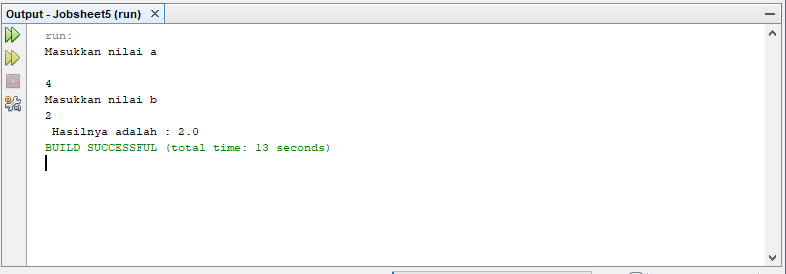 Output - Jobsheet5 (run)
run:
Masukkan nilai a
4
Masukkan nilai b
2
Hasilnya adalah : 2.0
BUILD SUCCESSFUL (total time: 13 seconds)